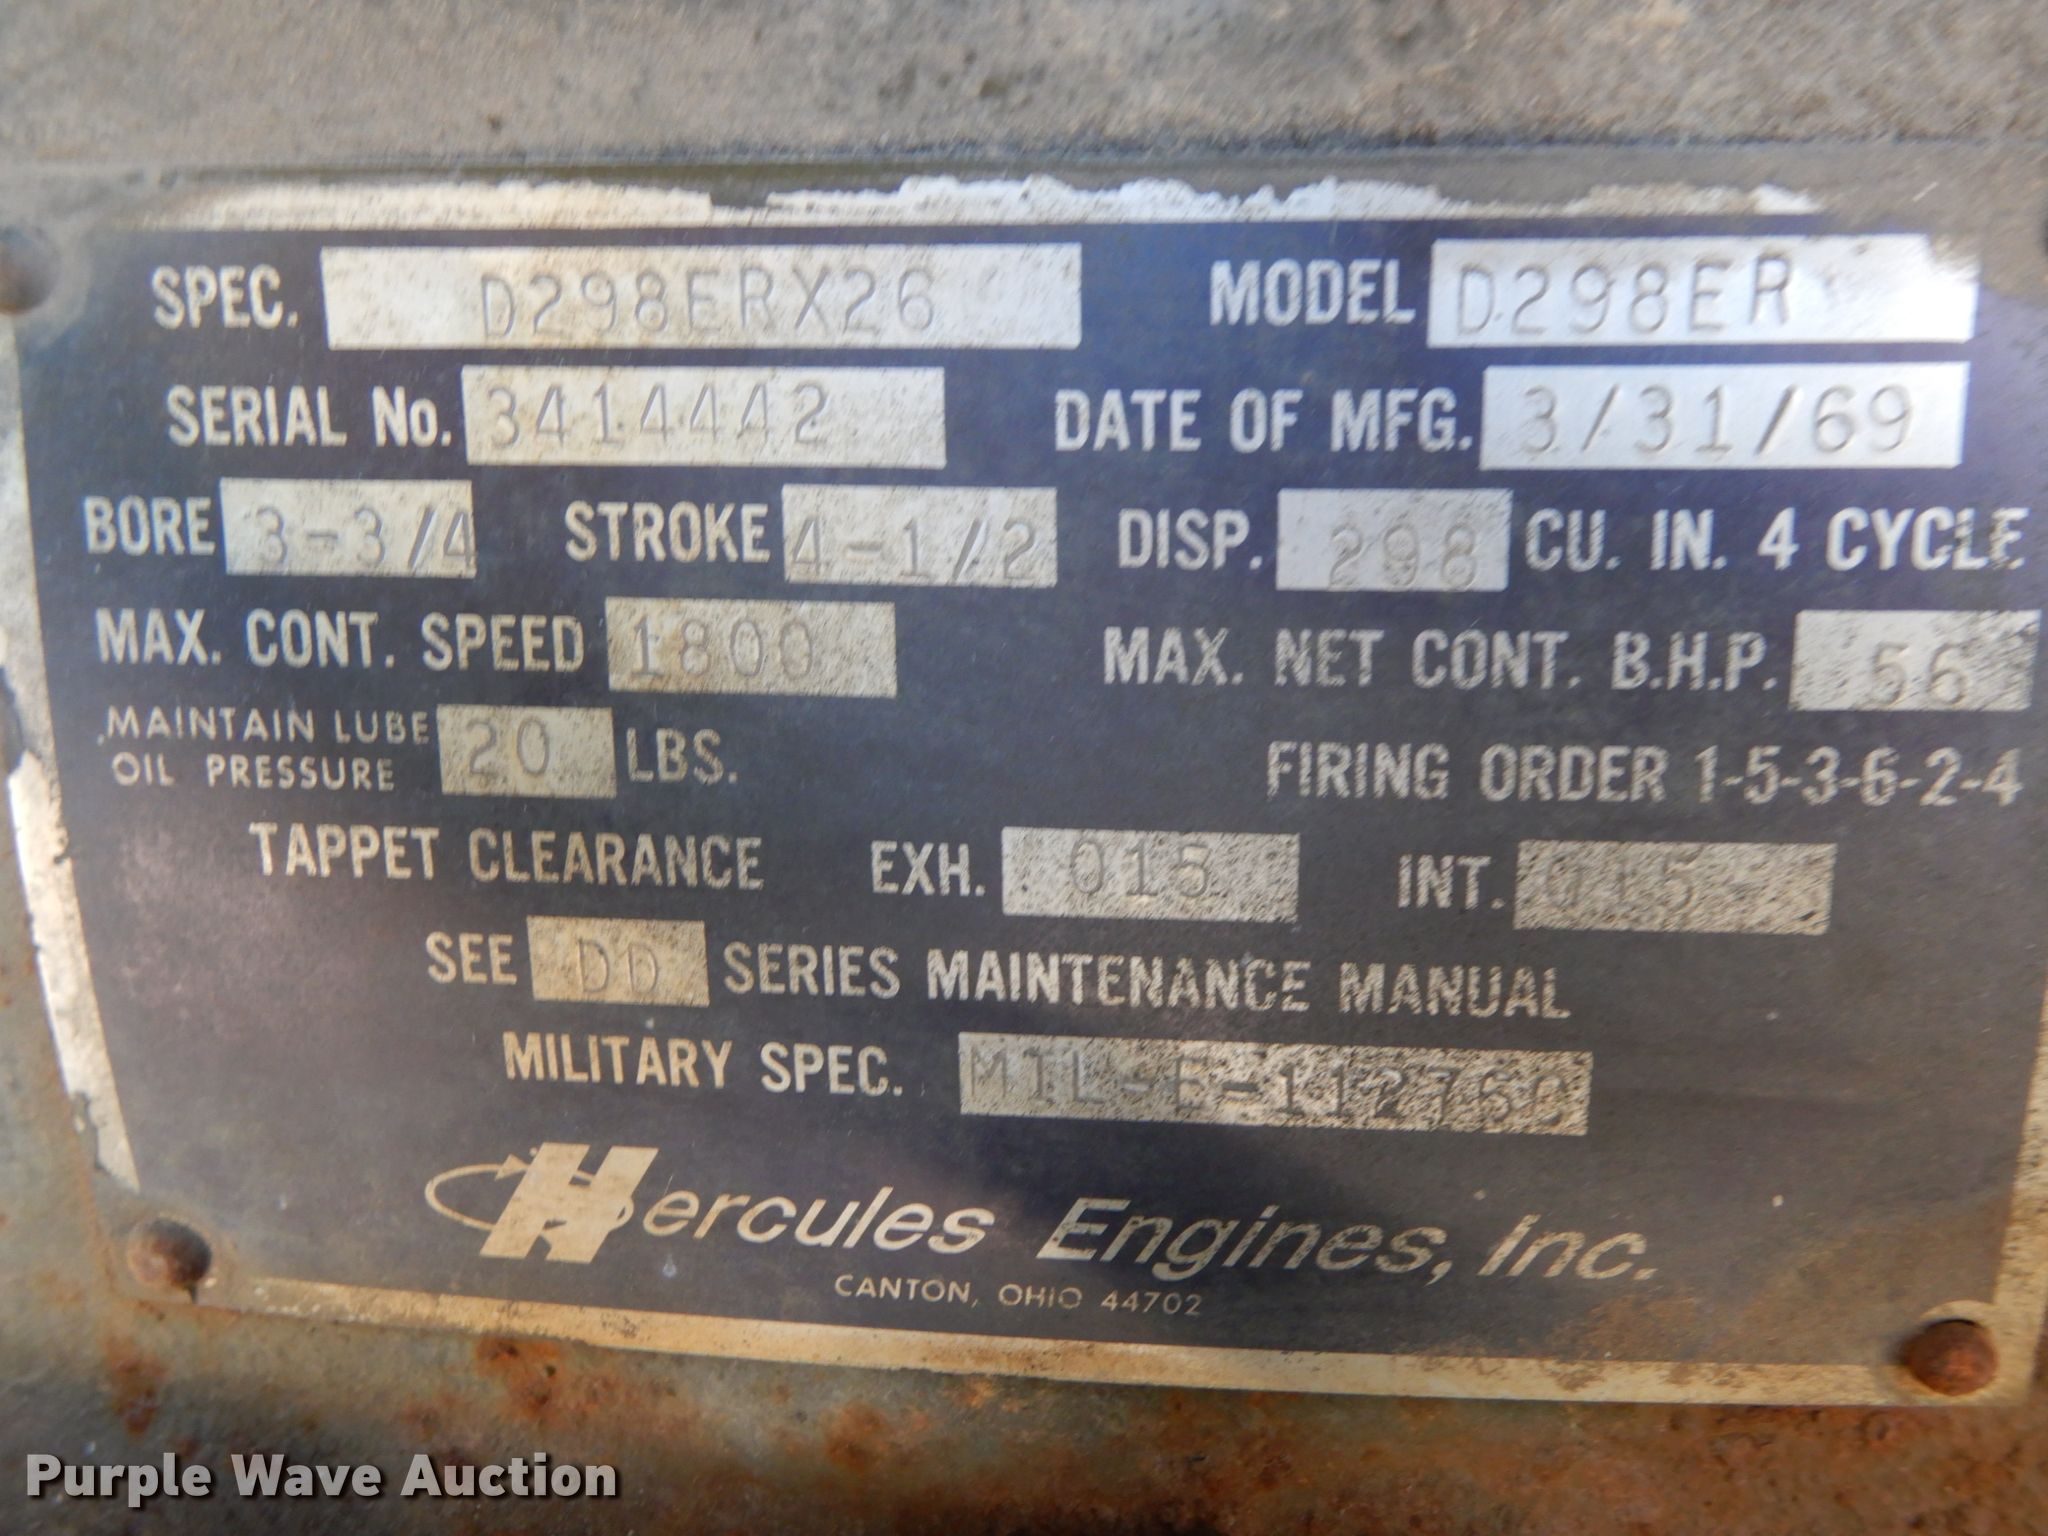 SPEC. D298ERX26 MODEL D298ER
SERIAL No. 3414442 DATE OF MFG. 3/31/69
BORE 3-3/4 STROKE 4-1/2 DISP. 298 CU. IN. 4 CYCLE
MAX. CONT. SPEED 1800 MAX. NET CONT. B.H.P. 56
MAINTAIN LUBE OIL PRESSURE 20 LBS. FIRING ORDER 1-5-3-6-2-4
TAPPET CLEARANCE EXH. 015 INT. 015
SEE DD SERIES MAINTENANCE MANUAL
MILITARY SPEC. MIL-E-11275C
Hercules Engines, Inc.
CANTON, OHIO 44702
Purple Wave Auction